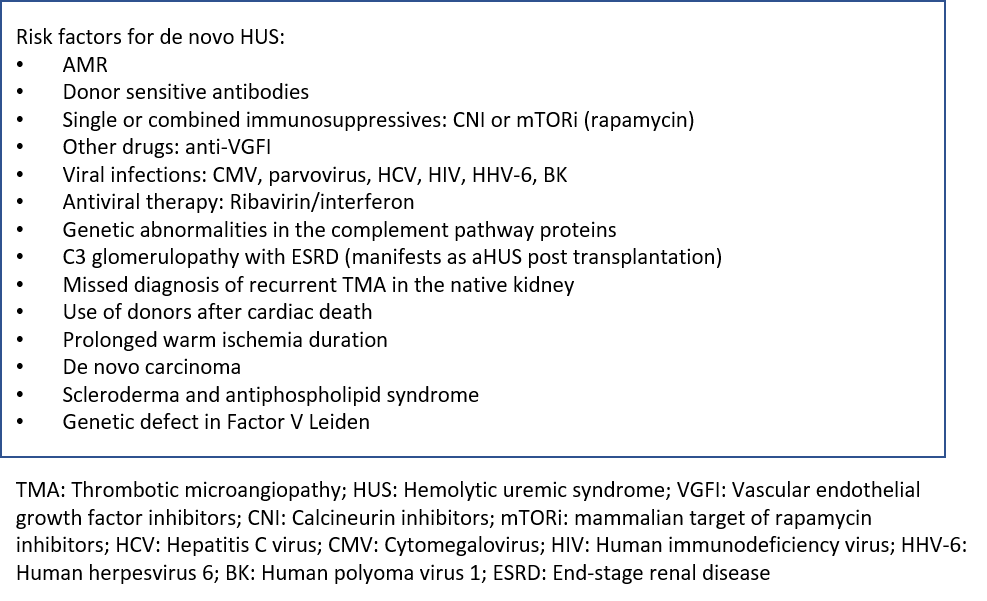 Risk factors for de novo HUS:
• AMR
• Donor sensitive antibodies
• Single or combined immunosuppressives: CNI or mTORi (rapamycin)
• Other drugs: anti-VGFI
• Viral infections: CMV, parvovirus, HCV, HIV, HHV-6, BK
• Antiviral therapy: Ribavirin/interferon
• Genetic abnormalities in the complement pathway proteins
• C3 glomerulopathy with ESRD (manifests as aHUS post transplantation)
• Missed diagnosis of recurrent TMA in the native kidney
• Use of donors after cardiac death
• Prolonged warm ischemia duration
• De novo carcinoma
• Scleroderma and antiphospholipid syndrome
• Genetic defect in Factor V Leiden
TMA: Thrombotic microangiopathy; HUS: Hemolytic uremic syndrome; VGFI: Vascular endothelial
growth factor inhibitors; CNI: Calcineurin inhibitors; mTORi: mammalian target of rapamycin
inhibitors; HCV: Hepatitis C virus; CMV: Cytomegalovirus; HIV: Human immunodeficiency virus; HHV-6:
Human herpesvirus 6; BK: Human polyoma virus 1; ESRD: End-stage renal disease